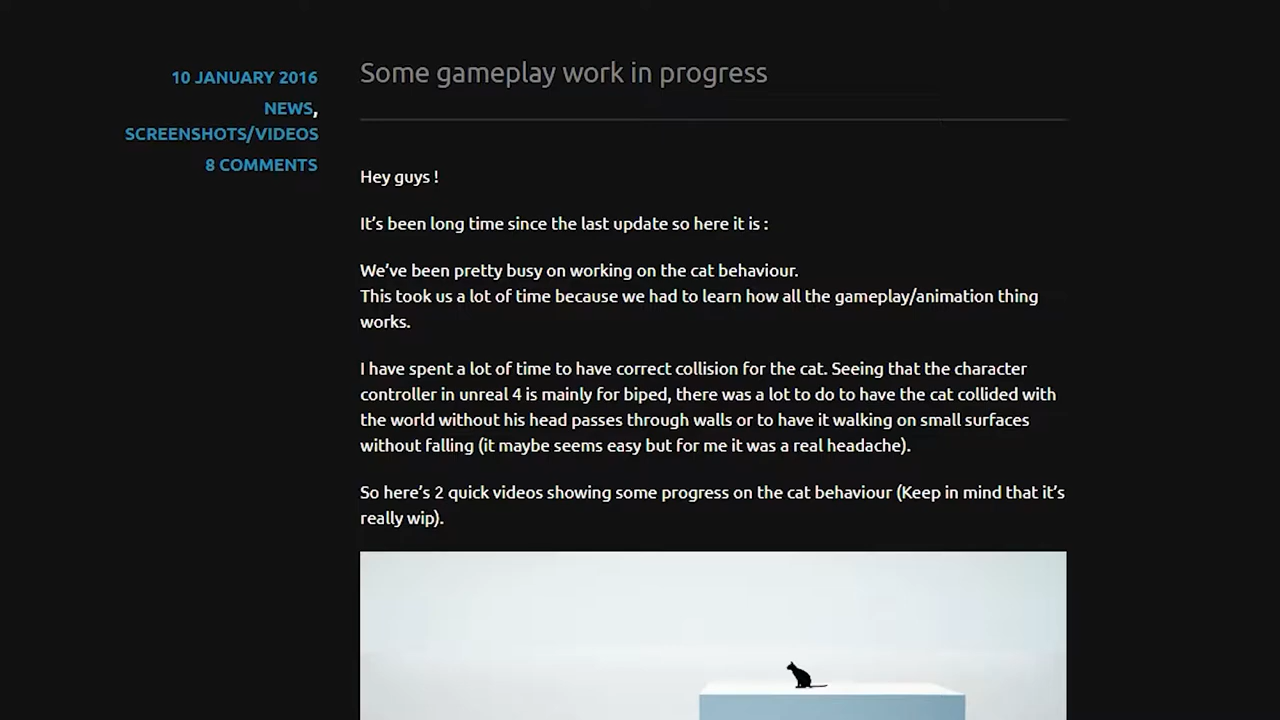 10 JANUARY 2016
NEWS,
SCREENSHOTS/VIDEOS
8 COMMENTS
Some gameplay work in progress
Hey guys !
It's been long time since the last update so here it is :
We've been pretty busy on working on the cat behaviour.
This took us a lot of time because we had to learn how all the gameplay/animation thing
works.
I have spent a lot of time to have correct collision for the cat. Seeing that the character
controller in unreal 4 is mainly for biped, there was a lot to do to have the cat collided with
the world without his head passes through walls or to have it walking on small surfaces
without falling (it maybe seems easy but for me it was a real headache).
So here's 2 quick videos showing some progress on the cat behaviour (Keep in mind that it's
really wip).